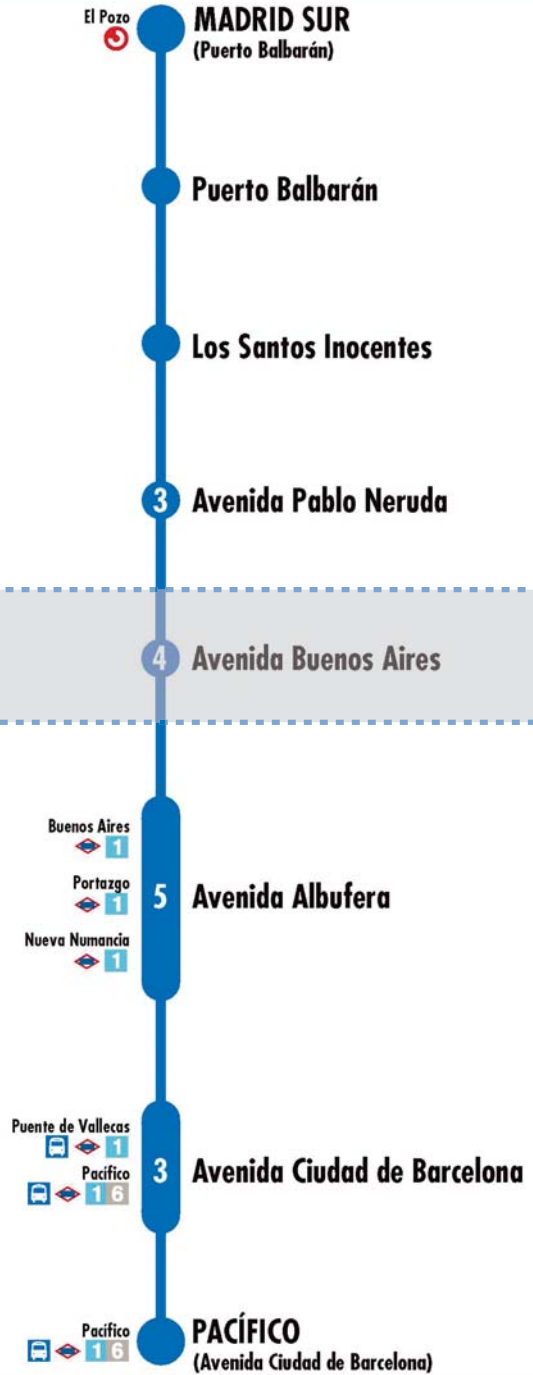 El Pozo
MADRID SUR
(Puerto Balbarán)
Puerto Balbarán
Los Santos Inocentes
3 Avenida Pablo Neruda
4 Avenida Buenos Aires
Buenos Aires
1
Portazgo
1
5 Avenida Albufera
Nueva Numancia
1
Puente de Vallecas
1
Pacífico
1 6
3 Avenida Ciudad de Barcelona
Pacífico
1 6
PACÍFICO
(Avenida Ciudad de Barcelona)